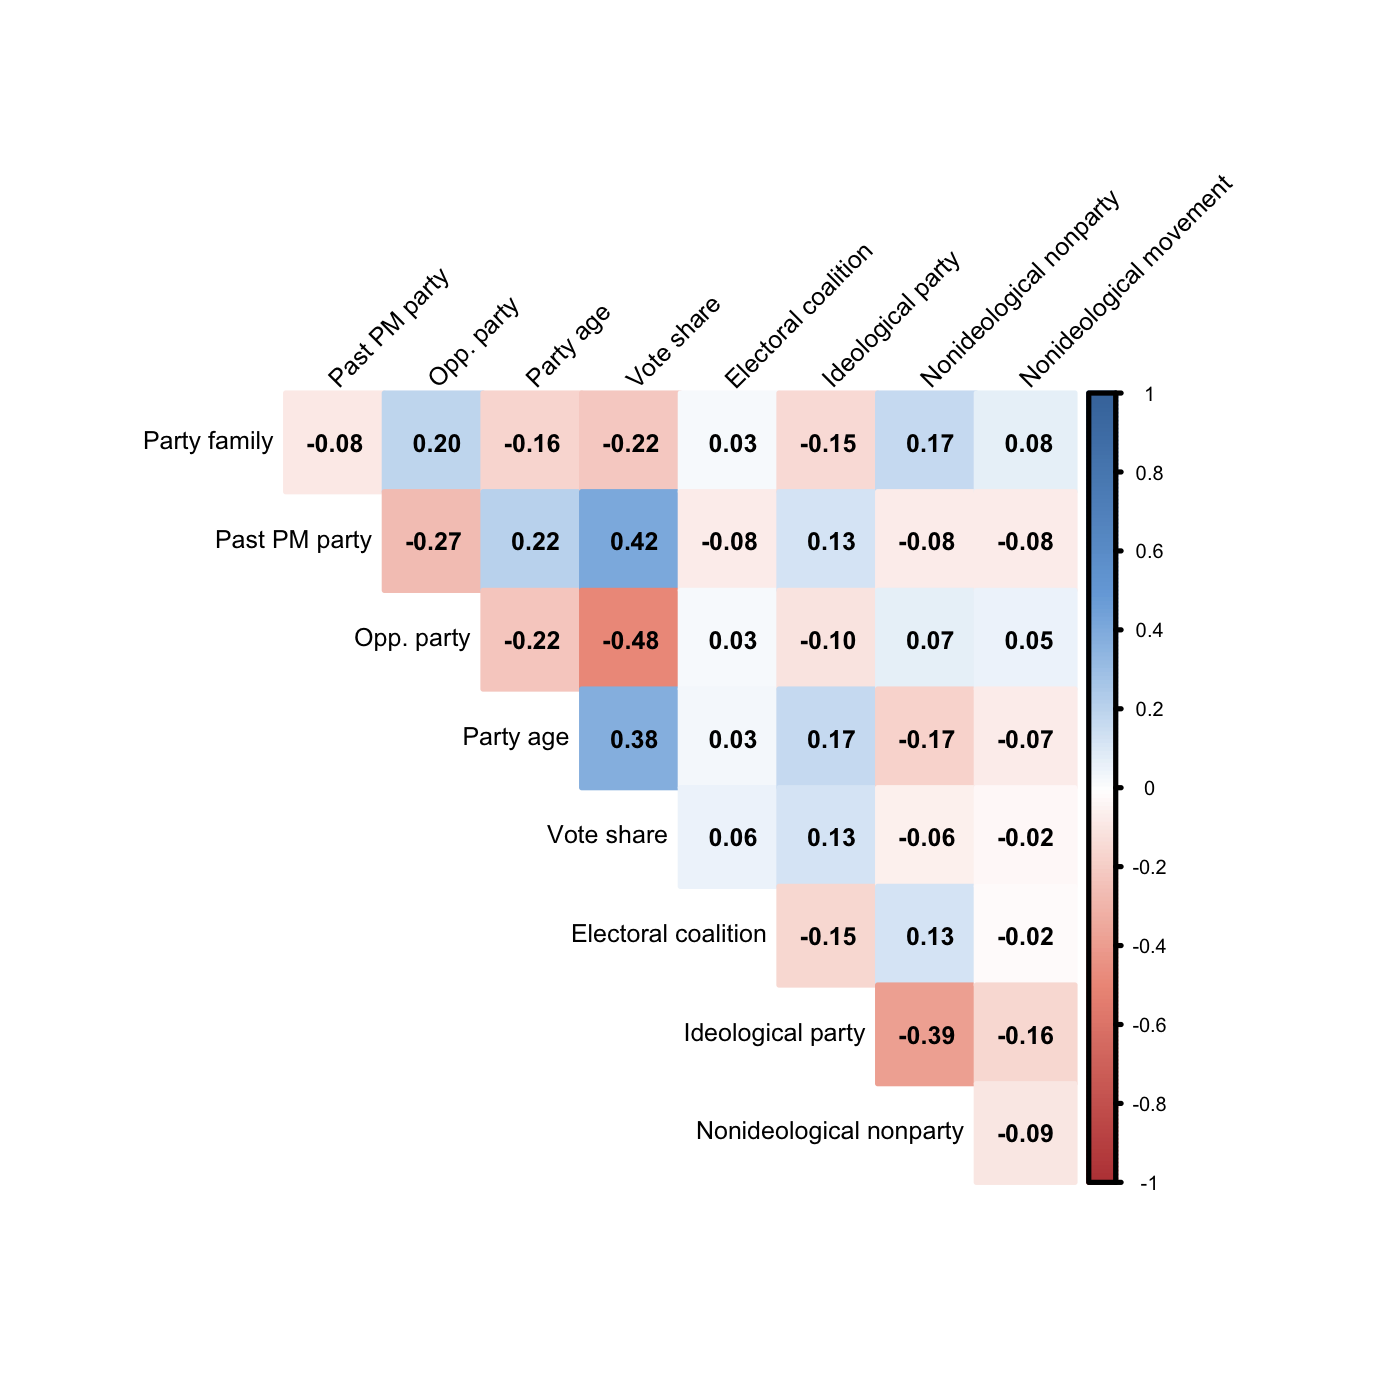 Past PM party
Opp. party
Party age
Vote share
Electoral coalition
Ideological party
Nonideological nonparty
Nonideological movement
Party family -0.08 0.20 -0.16 -0.22 0.03 -0.15 0.17 0.08
Past PM party -0.27 0.22 0.42 -0.08 0.13 -0.08 -0.08
Opp. party -0.22 -0.48 0.03 -0.10 0.07 0.05
Party age 0.38 0.03 0.17 -0.17 -0.07
Vote share 0.06 0.13 -0.06 -0.02
Electoral coalition -0.15 0.13 -0.02
Ideological party -0.39 -0.16
Nonideological nonparty -0.09
1
0.8
0.6
0.4
0.2
0
-0.2
-0.4
-0.6
-0.8
-1